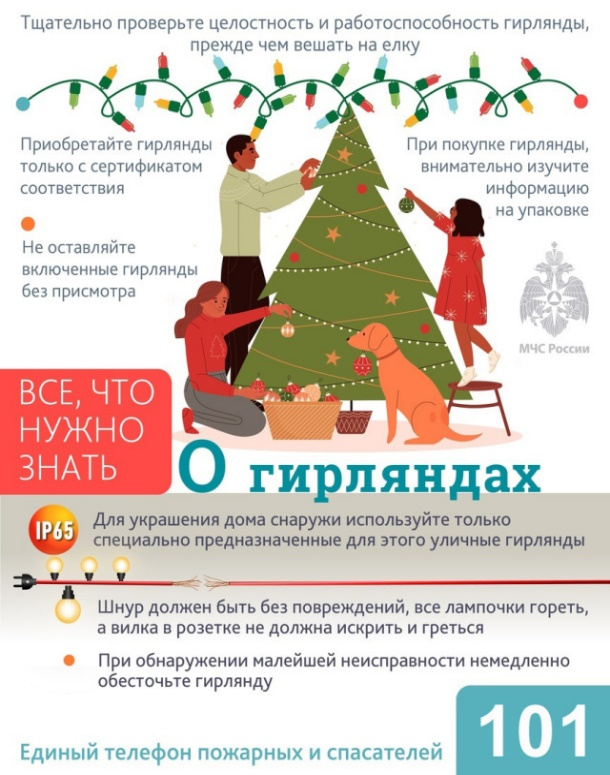 Тщательно проверьте целостность и работоспособность гирлянды,
прежде чем вешать на елку
Приобретайте гирлянды
только с сертификатом
соответствия
При покупке гирлянды,
внимательно изучите
информацию
на упаковке
Не оставляйте
включенные гирлянды
без присмотра
МЧС России
ВСЕ, ЧТО
НУЖНО
ЗНАТЬ
О гирляндах
IP65
Для украшения дома снаружи используйте только
специально предназначенные для этого уличные гирлянды
Шнур должен быть без повреждений, все лампочки гореть,
а вилка в розетке не должна искрить и греться
При обнаружении малейшей неисправности немедленно
обесточьте гирлянду
Единый телефон пожарных и спасателей
101